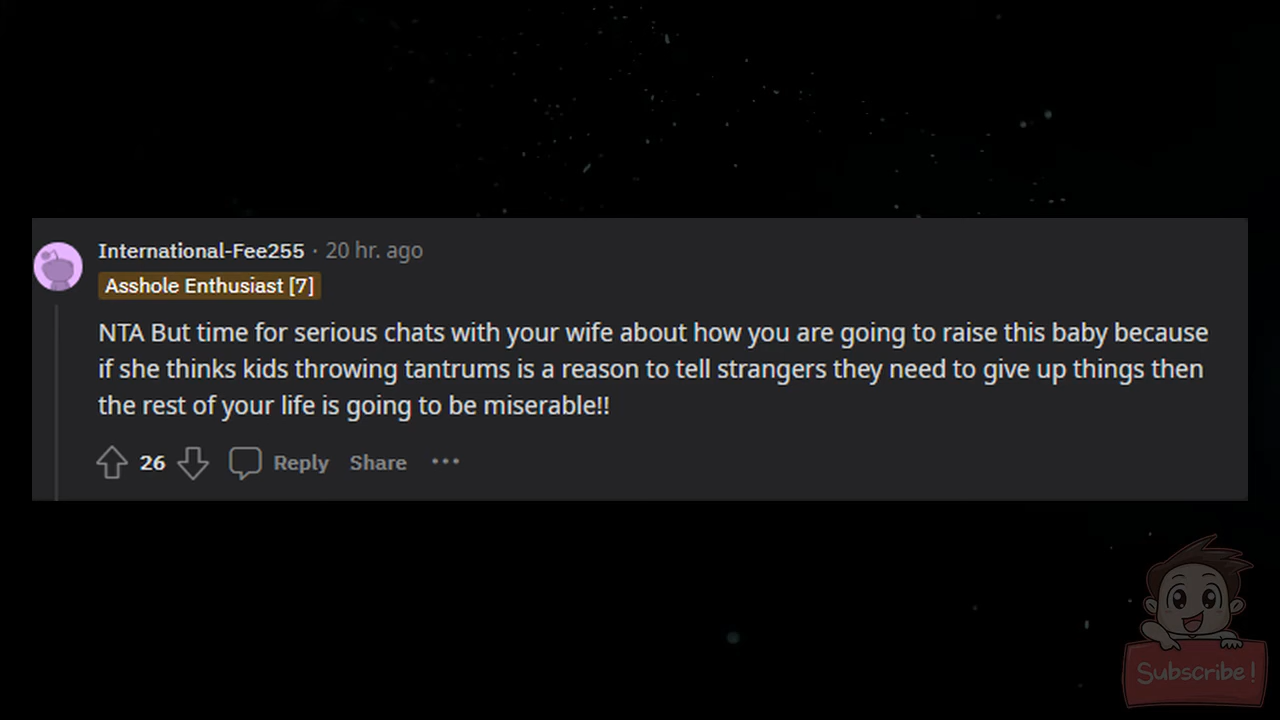 International-Fee255 · 20 hr. ago
Asshole Enthusiast [7]
NTA But time for serious chats with your wife about how you are going to raise this baby because
if she thinks kids throwing tantrums is a reason to tell strangers they need to give up things then
the rest of your life is going to be miserable!!
26 Reply Share ···
Subscribe!